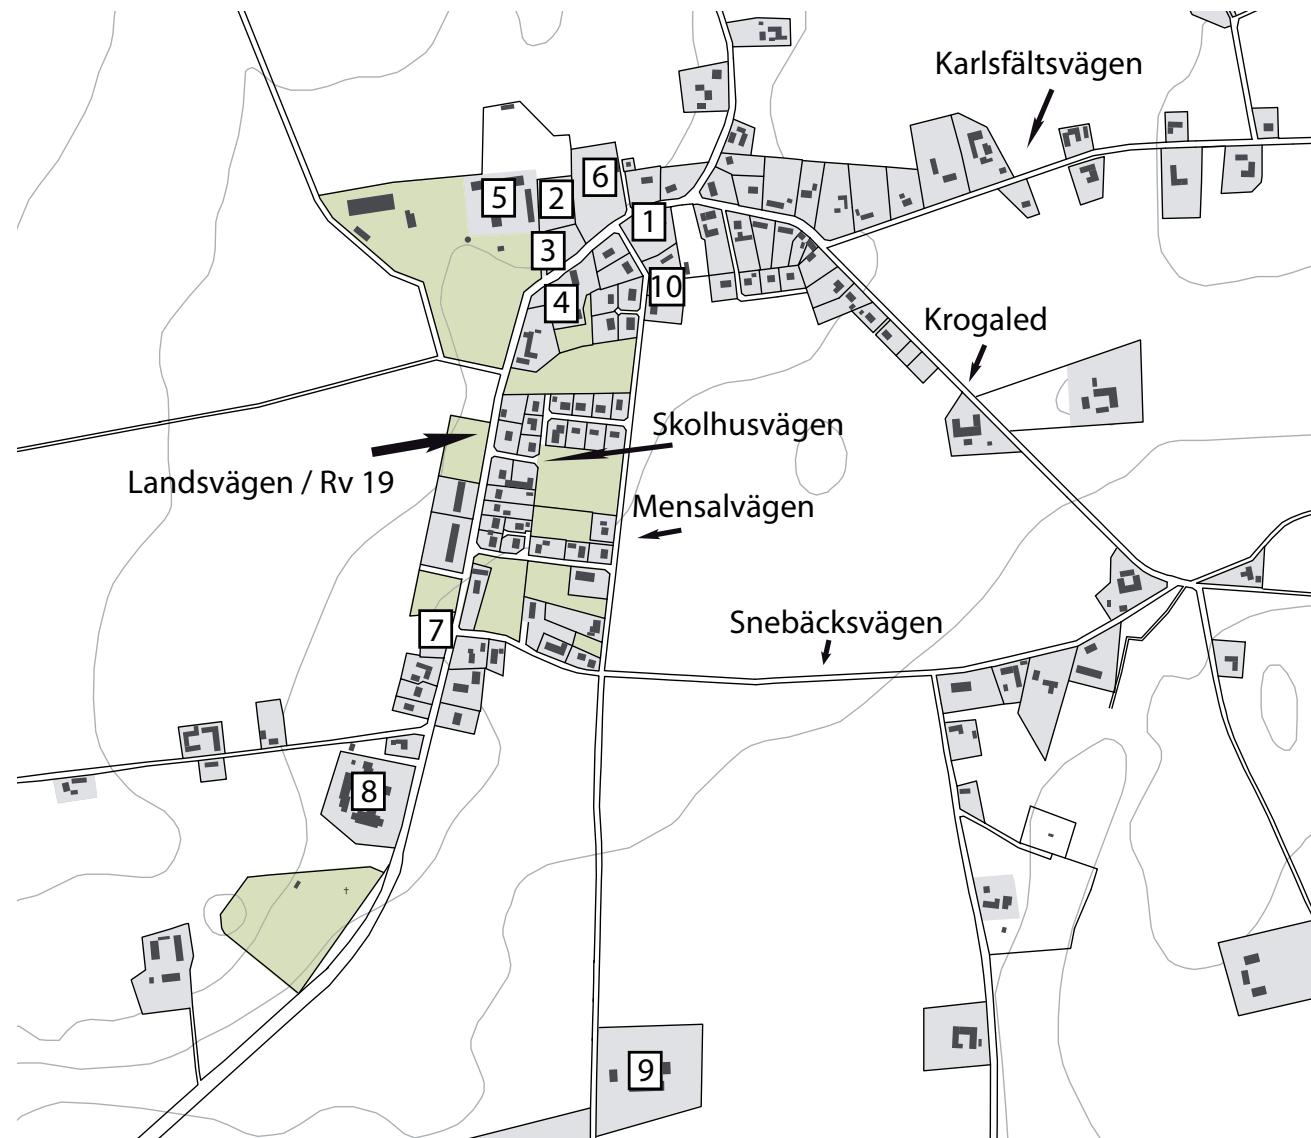 Karlsfältsvägen
6
5
2
1
3
10
4
Krogaled
Skolhusvägen
Landsvägen / Rv 19
Mensalvägen
Snebäcksvägen
7
8
9